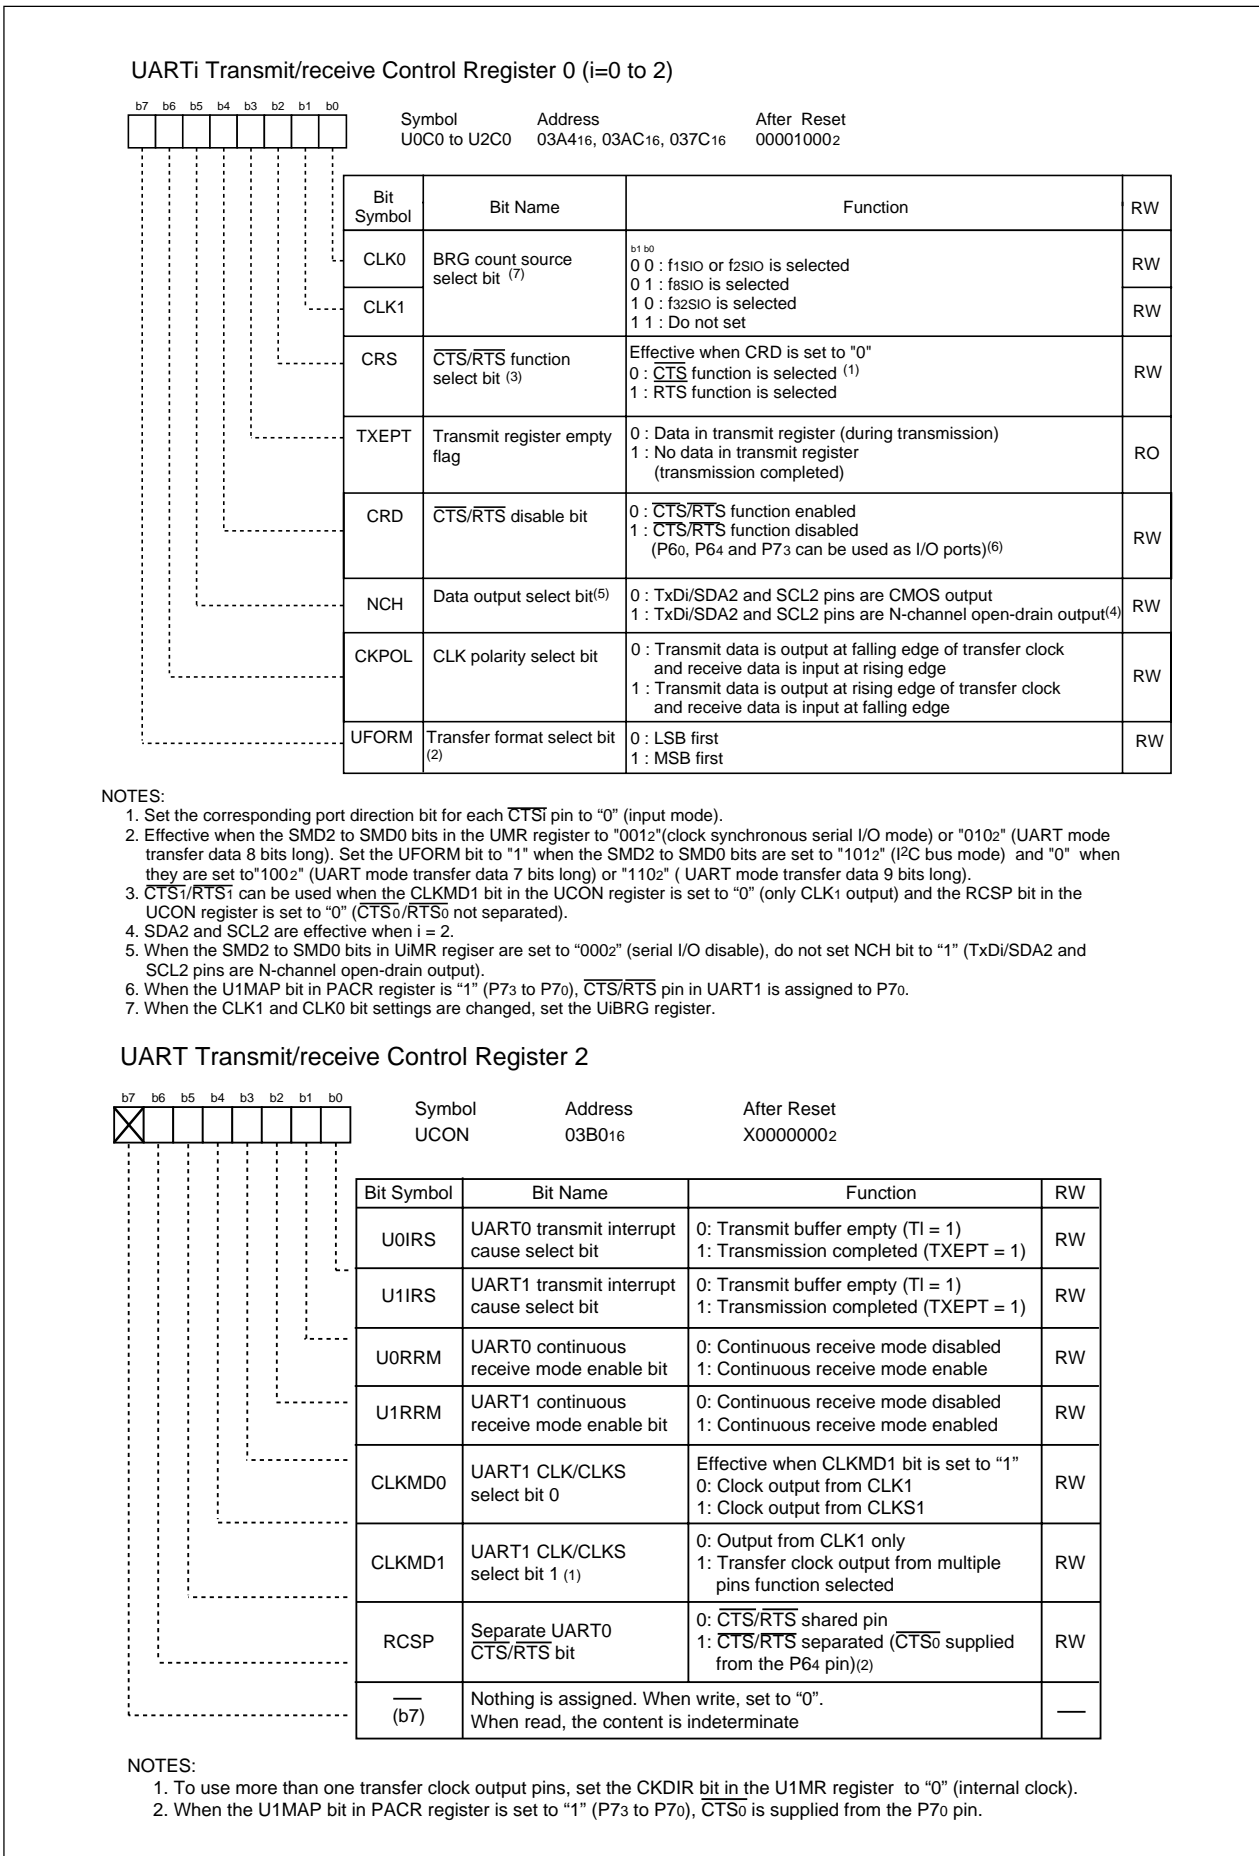 UARTi Transmit/receive Control Rregister 0 (i=0 to 2)
b7 b6 b5 b4 b3 b2 b1 b0
Symbol Address After Reset
U0C0 to U2C0 03A416, 03AC16, 037C16 000010002
Bit Symbol Bit Name Function RW
CLK0 BRG count source select bit (7)
b1 b0
0 0 : f1SIO or f2SIO is selected RW
0 1 : f8SIO is selected
CLK1 1 0 : f32SIO is selected RW
1 1 : Do not set
CRS CTS/RTS function select bit (3) Effective when CRD is set to "0"
0 : CTS function is selected (1) RW
1 : RTS function is selected
TXEPT Transmit register empty flag 0 : Data in transmit register (during transmission)
1 : No data in transmit register RO
(transmission completed)
CRD CTS/RTS disable bit 0 : CTS/RTS function enabled
1 : CTS/RTS function disabled RW
(P60, P64 and P73 can be used as I/O ports)(6)
NCH Data output select bit(5) 0 : TxDi/SDA2 and SCL2 pins are CMOS output RW
1 : TxDi/SDA2 and SCL2 pins are N-channel open-drain output(4)
CKPOL CLK polarity select bit 0 : Transmit data is output at falling edge of transfer clock
and receive data is input at rising edge RW
1 : Transmit data is output at rising edge of transfer clock
and receive data is input at falling edge
UFORM Transfer format select bit (2) 0 : LSB first RW
1 : MSB first
NOTES:
1. Set the corresponding port direction bit for each CTSi pin to “0” (input mode).
2. Effective when the SMD2 to SMD0 bits in the UMR register to "0012"(clock synchronous serial I/O mode) or "0102" (UART mode
transfer data 8 bits long). Set the UFORM bit to "1" when the SMD2 to SMD0 bits are set to "1012" (I2C bus mode) and "0" when
they are set to"1002" (UART mode transfer data 7 bits long) or "1102" ( UART mode transfer data 9 bits long).
3. CTS1/RTS1 can be used when the CLKMD1 bit in the UCON register is set to “0” (only CLK1 output) and the RCSP bit in the
UCON register is set to “0” (CTS0/RTS0 not separated).
4. SDA2 and SCL2 are effective when i = 2.
5. When the SMD2 to SMD0 bits in UiMR regiser are set to “0002” (serial I/O disable), do not set NCH bit to “1” (TxDi/SDA2 and
SCL2 pins are N-channel open-drain output).
6. When the U1MAP bit in PACR register is “1” (P73 to P70), CTS/RTS pin in UART1 is assigned to P70.
7. When the CLK1 and CLK0 bit settings are changed, set the UiBRG register.
UART Transmit/receive Control Register 2
b7 b6 b5 b4 b3 b2 b1 b0
Symbol Address After Reset
UCON 03B016 X00000002
Bit Symbol Bit Name Function RW
U0IRS UART0 transmit interrupt cause select bit 0: Transmit buffer empty (TI = 1) RW
1: Transmission completed (TXEPT = 1)
U1IRS UART1 transmit interrupt cause select bit 0: Transmit buffer empty (TI = 1) RW
1: Transmission completed (TXEPT = 1)
U0RRM UART0 continuous receive mode enable bit 0: Continuous receive mode disabled RW
1: Continuous receive mode enable
U1RRM UART1 continuous receive mode enable bit 0: Continuous receive mode disabled RW
1: Continuous receive mode enabled
CLKMD0 UART1 CLK/CLKS select bit 0 Effective when CLKMD1 bit is set to “1”
0: Clock output from CLK1 RW
1: Clock output from CLKS1
CLKMD1 UART1 CLK/CLKS select bit 1 (1) 0: Output from CLK1 only
1: Transfer clock output from multiple RW
pins function selected
RCSP Separate UART0 CTS/RTS bit 0: CTS/RTS shared pin
1: CTS/RTS separated (CTS0 supplied RW
from the P64 pin)(2)
(b7) Nothing is assigned. When write, set to “0”.
When read, the content is indeterminate
NOTES:
1. To use more than one transfer clock output pins, set the CKDIR bit in the U1MR register to “0” (internal clock).
2. When the U1MAP bit in PACR register is set to “1” (P73 to P70), CTS0 is supplied from the P70 pin.